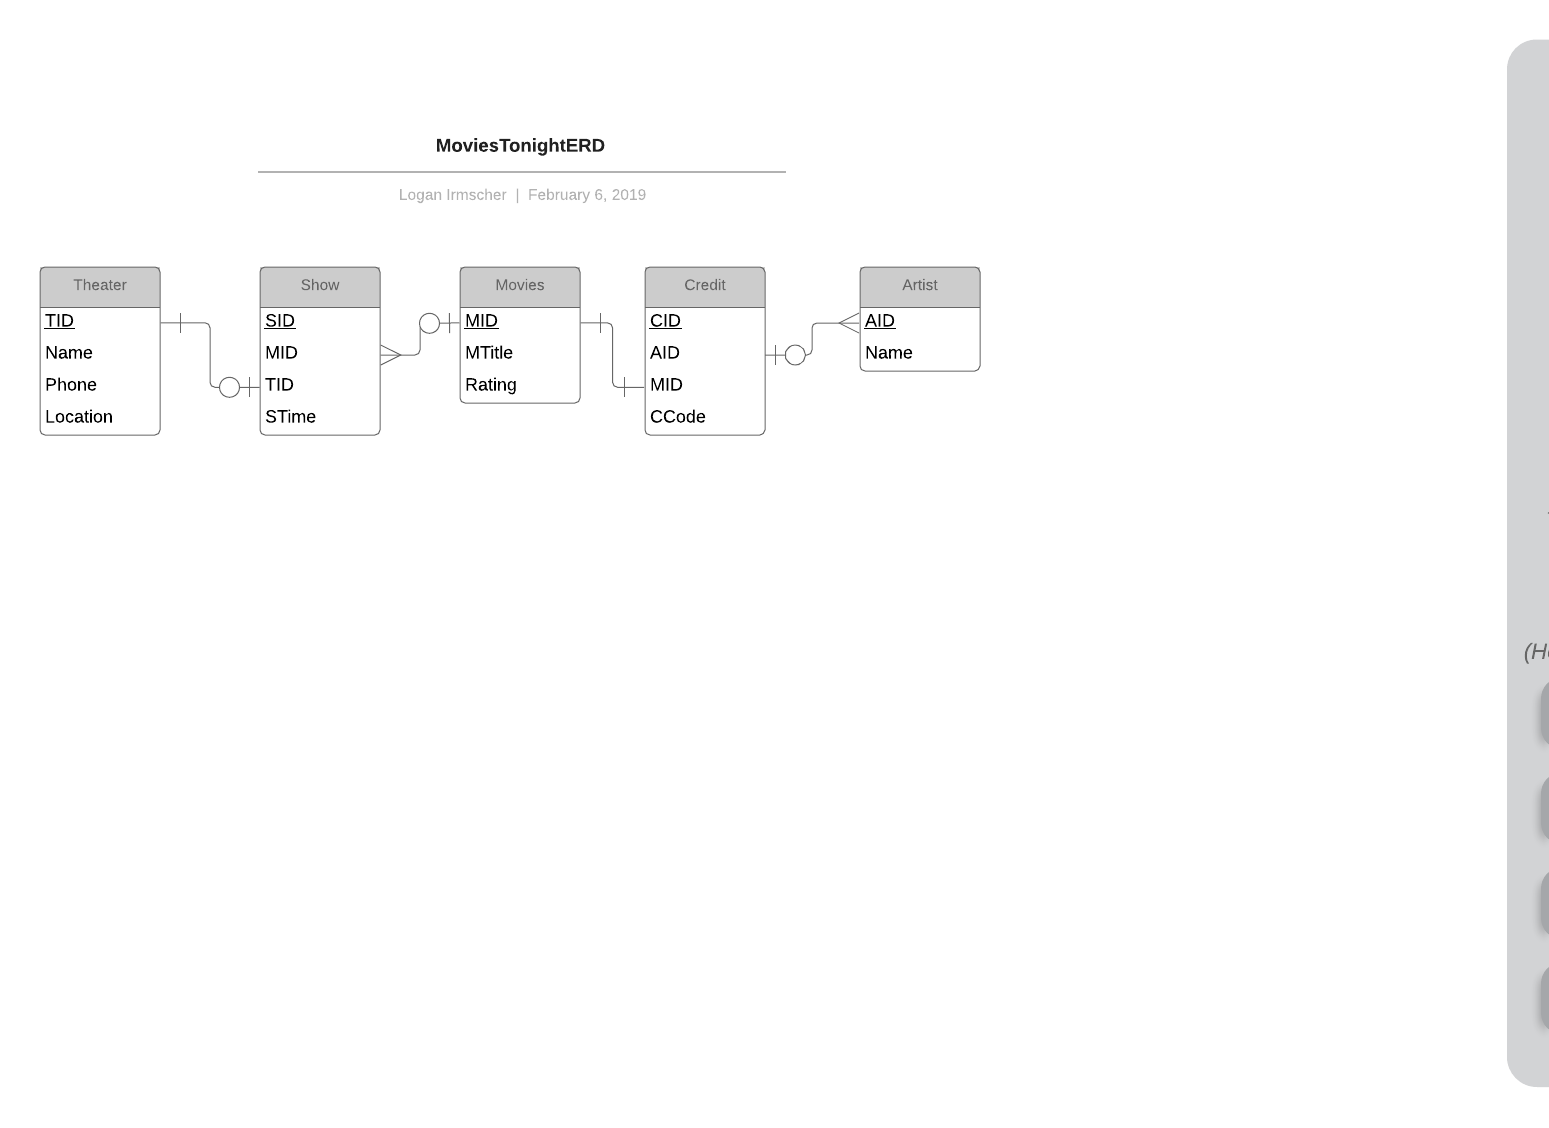 MoviesTonightERD
Logan Irmscher | February 6, 2019
Theater
TID
Name
Phone
Location
Show
SID
MID
TID
STime
Movies
MID
MTitle
Rating
Credit
CID
AID
MID
CCode
Artist
AID
Name